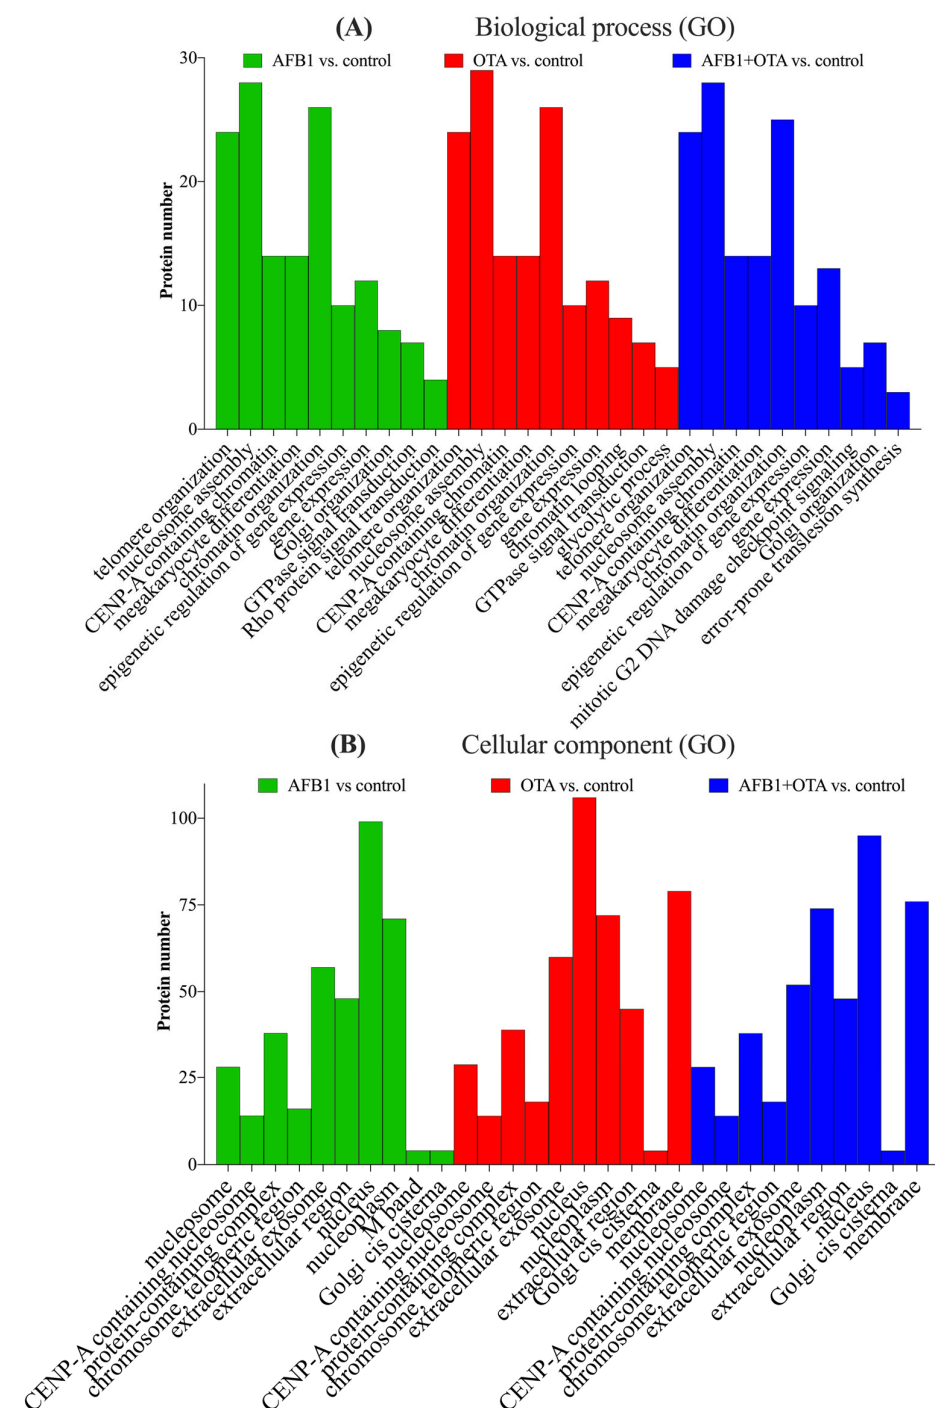 (A) Biological process (GO)
AFB1 vs. control OTA vs. control AFB1+OTA vs. control
Protein number
30
20
10
0
telomere organization
nucleosome assembly
CENP-A containing chromatin
megakaryocyte differentiation
chromatin organization
epigenetic regulation of gene expression
gene expression
Golgi organization
GTPase signal transduction
Rho protein signal transduction
telomere organization
nucleosome assembly
CENP-A containing chromatin
megakaryocyte differentiation
chromatin organization
epigenetic regulation of gene expression
gene expression
chromatin looping
GTPase signal transduction
glycolytic process
telomere organization
nucleosome assembly
CENP-A containing chromatin
megakaryocyte differentiation
chromatin organization
epigenetic regulation of gene expression
gene expression
mitotic G2 DNA damage checkpoint signaling
Golgi organization
error-prone translesion synthesis
(B) Cellular component (GO)
AFB1 vs control OTA vs. control AFB1+OTA vs. control
Protein number
100
75
50
25
0
nucleosome
CENP-A containing nucleosome
protein-containing complex
chromosome, telomeric region
extracellular exosome
extracellular region
nucleus
nucleoplasm
M band
Golgi cis cisterna
nucleosome
CENP-A containing nucleosome
protein-containing complex
chromosome, telomeric region
extracellular exosome
nucleus
nucleoplasm
extracellular region
Golgi cis cisterna
membrane
nucleosome
CENP-A containing nucleosome
protein-containing complex
chromosome, telomeric region
extracellular exosome
nucleoplasm
extracellular region
nucleus
Golgi cis cisterna
membrane